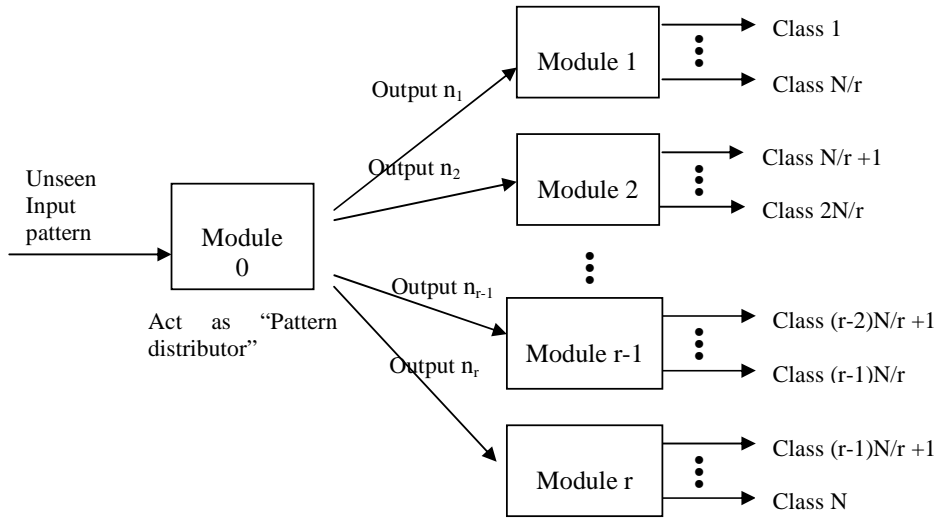 Unseen
Input
pattern
Module
0
Act as “Pattern
distributor”
Output n₁
Output n₂
Output nᵣ₋₁
Output nᵣ
Module 1
Class 1
Class N/r
Module 2
Class N/r +1
Class 2N/r
Module r-1
Class (r-2)N/r +1
Class (r-1)N/r
Module r
Class (r-1)N/r +1
Class N